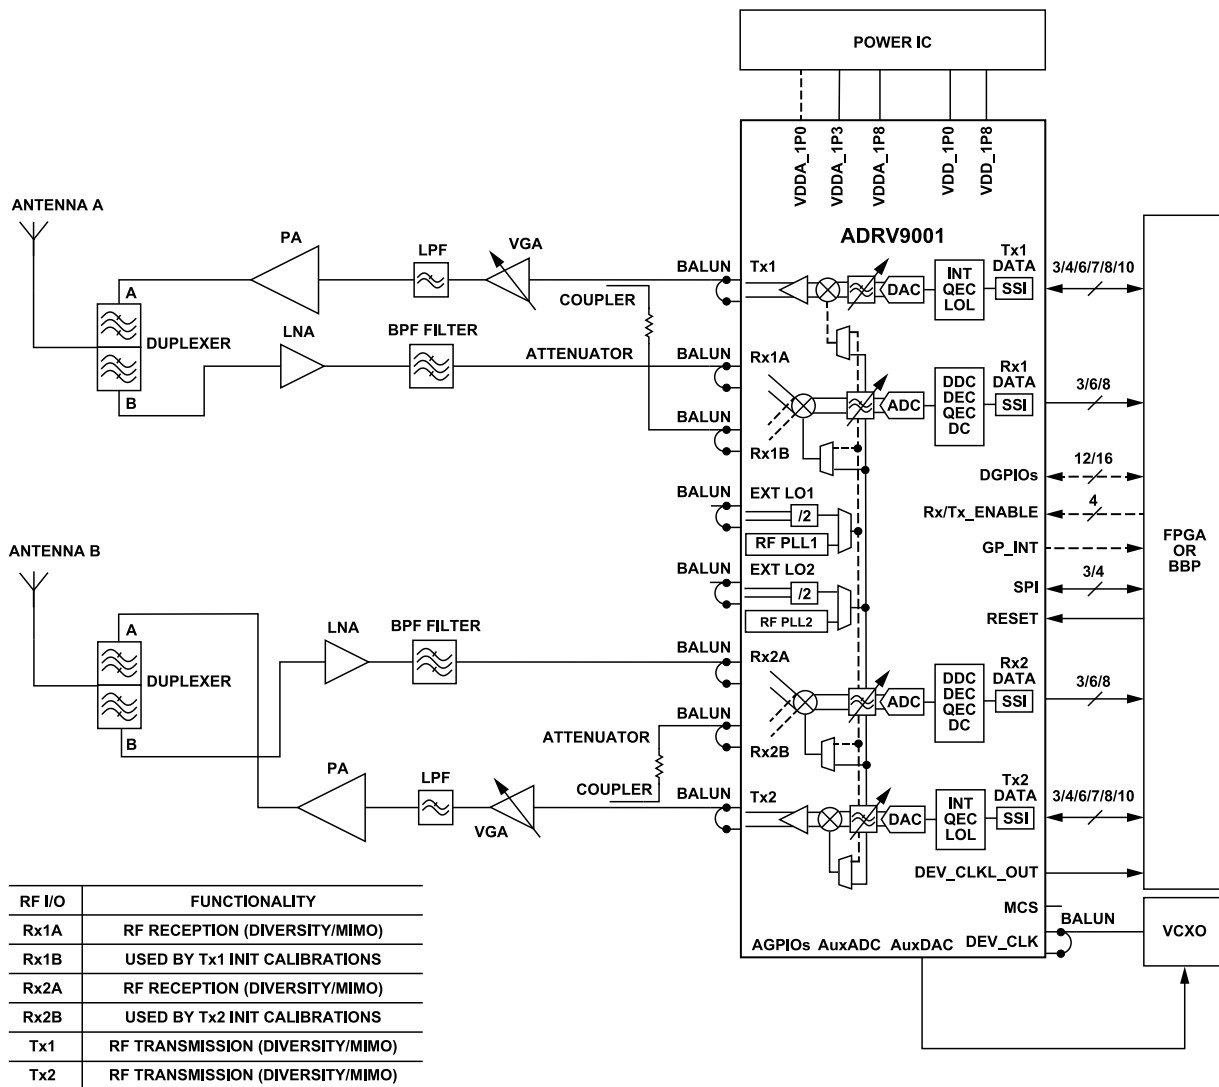 POWER IC
VDDA_1P0
VDDA_1P3
VDDA_1P8
VDD_1P0
VDD_1P8
ADRV9001
ANTENNA A
PA
LPF
VGA
BALUN
Tx1
DAC
INT
QEC
LOL
Tx1
DATA
SSI
3/4/6/7/8/10
COUPLER
A
DUPLEXER
B
LNA
BPF FILTER
ATTENUATOR
BALUN
Rx1A
ADC
DDC
DEC
QEC
DC
Rx1
DATA
SSI
3/6/8
BALUN
Rx1B
DGPIOs
12/16
BALUN
EXT LO1
/2
RF PLL1
Rx/Tx_ENABLE
4
GP_INT
FPGA
OR
BBP
ANTENNA B
BALUN
EXT LO2
/2
RF PLL2
SPI
3/4
RESET
A
DUPLEXER
B
LNA
BPF FILTER
BALUN
Rx2A
ADC
DDC
DEC
QEC
DC
Rx2
DATA
SSI
3/6/8
BALUN
Rx2B
ATTENUATOR
COUPLER
PA
LPF
VGA
BALUN
Tx2
DAC
INT
QEC
LOL
Tx2
DATA
SSI
3/4/6/7/8/10
DEV_CLKL_OUT
MCS
BALUN
DEV_CLK
VCXO
AGPIOs AuxADC AuxDAC
RF I/O FUNCTIONALITY
Rx1A RF RECEPTION (DIVERSITY/MIMO)
Rx1B USED BY Tx1 INIT CALIBRATIONS
Rx2A RF RECEPTION (DIVERSITY/MIMO)
Rx2B USED BY Tx2 INIT CALIBRATIONS
Tx1 RF TRANSMISSION (DIVERSITY/MIMO)
Tx2 RF TRANSMISSION (DIVERSITY/MIMO)